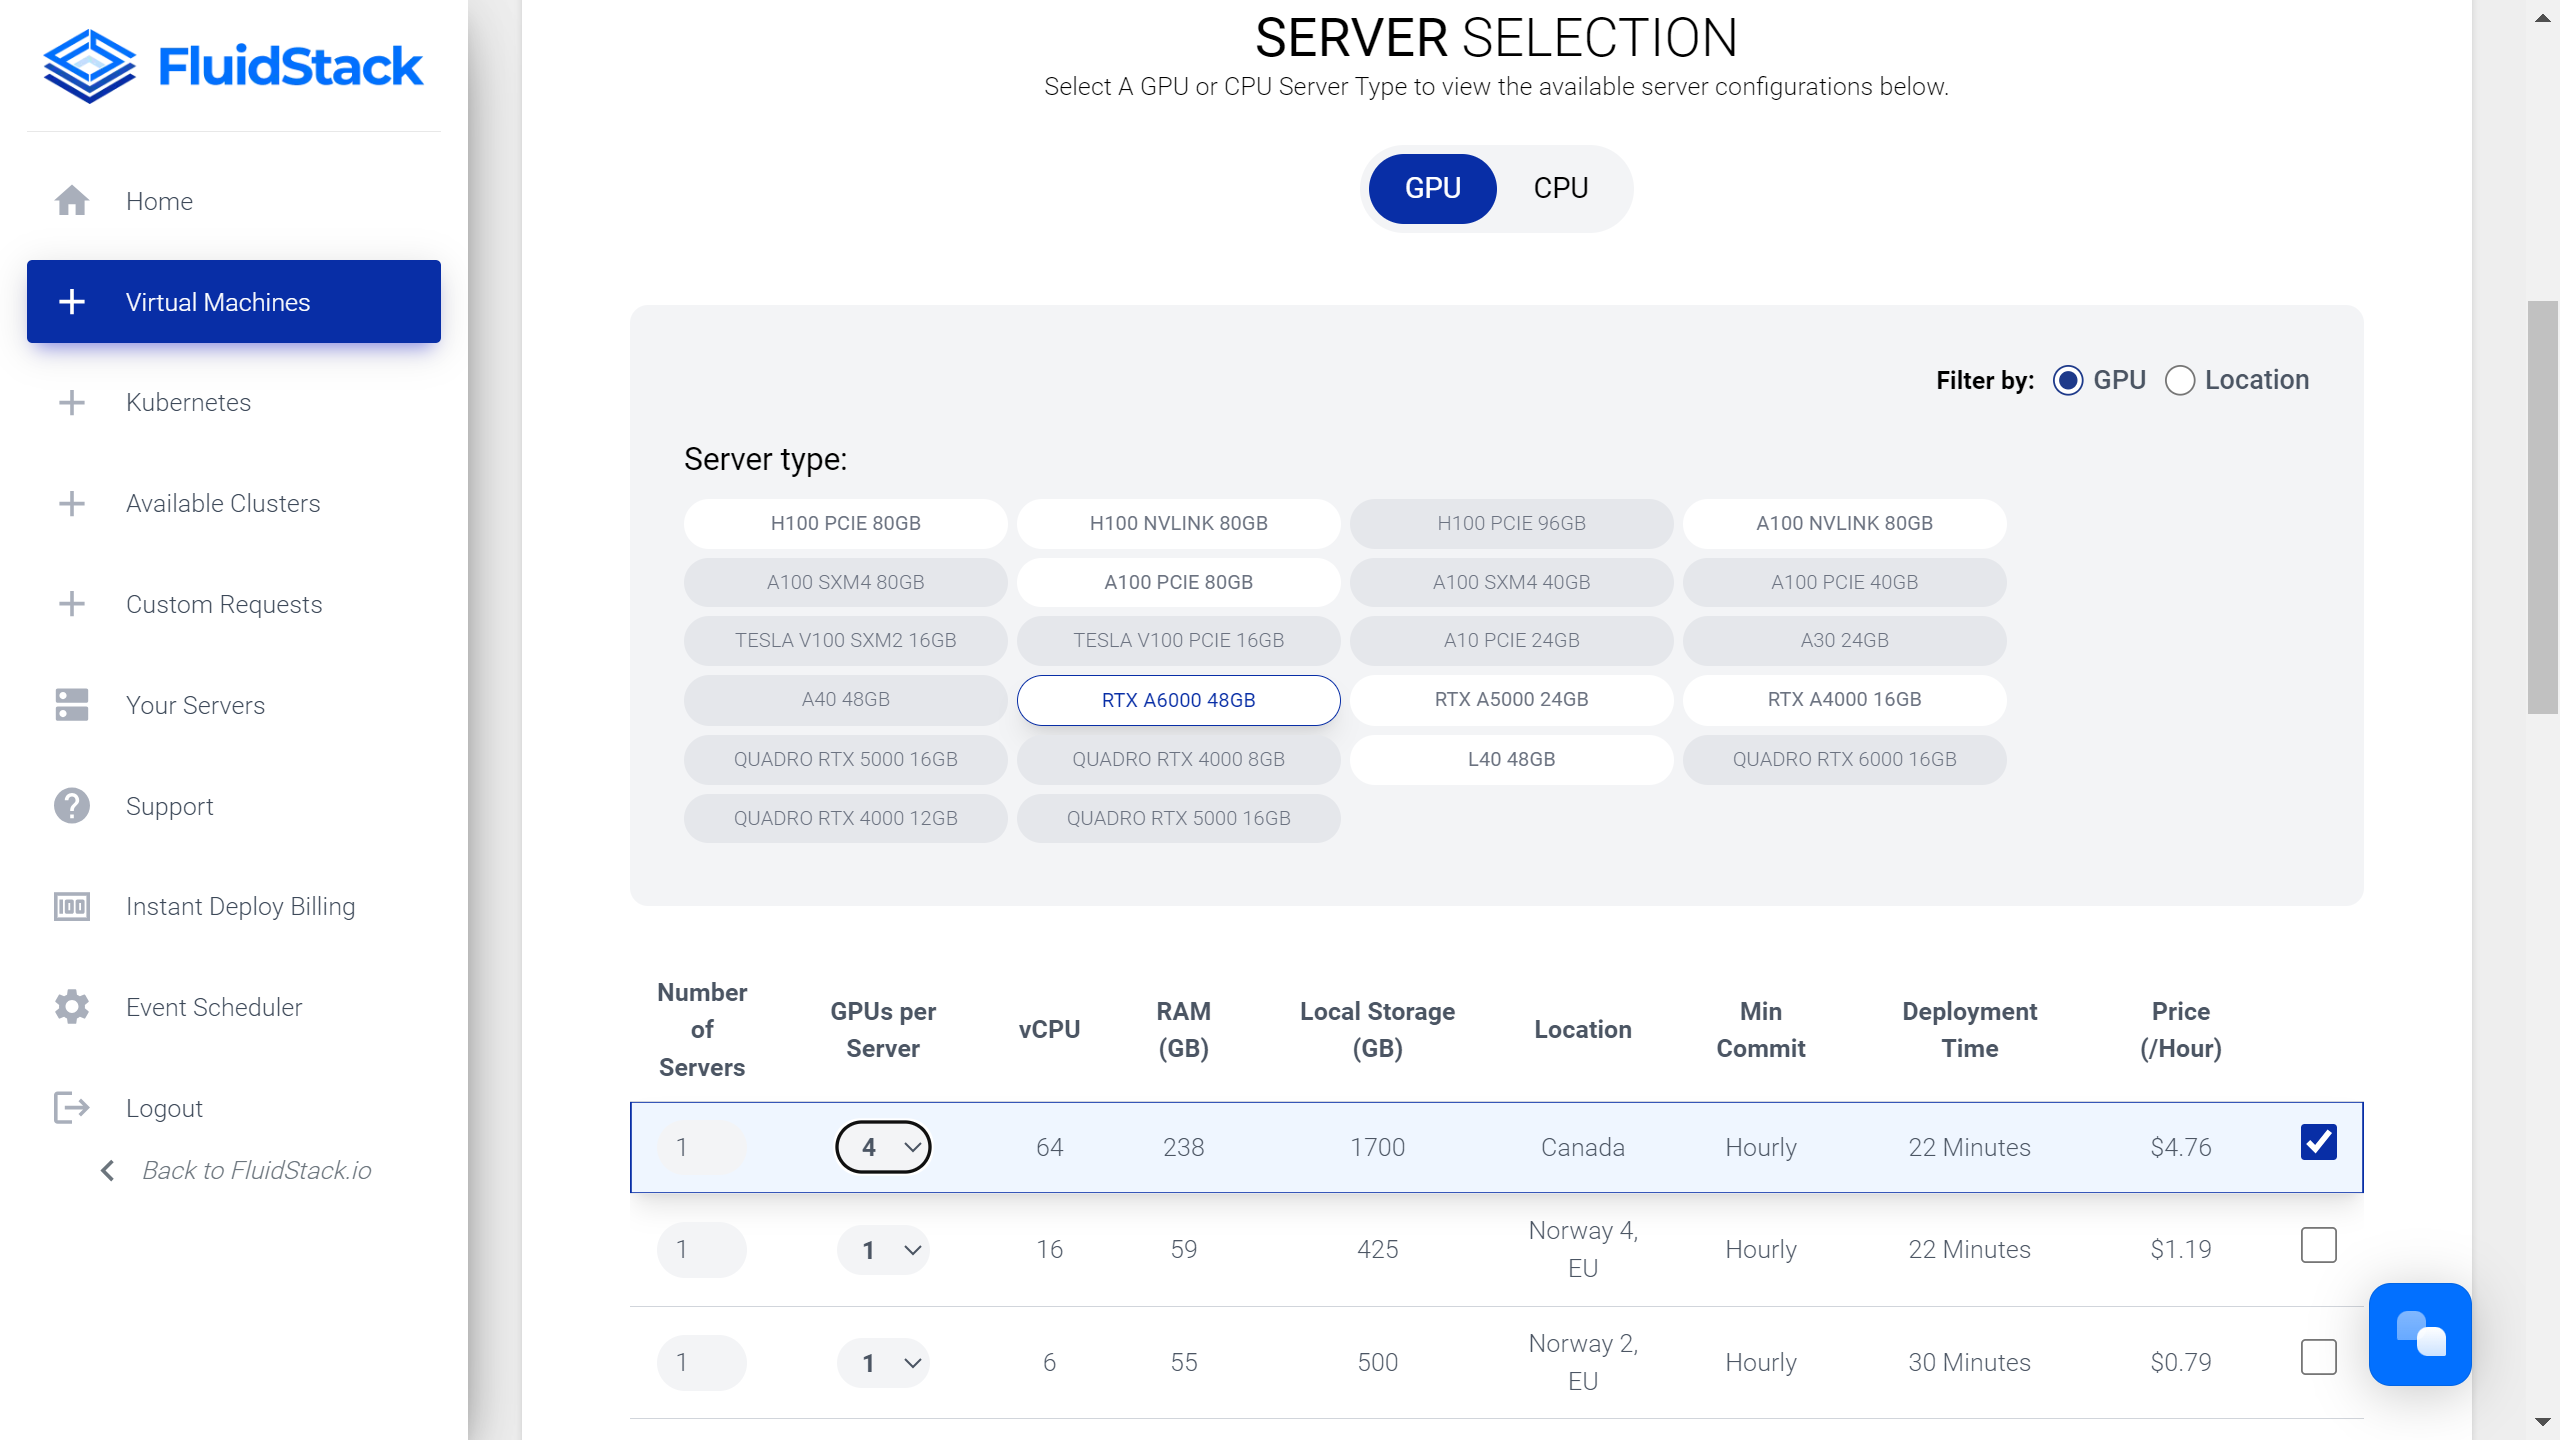 FluidStack
Home
Virtual Machines
Kubernetes
Available Clusters
Custom Requests
Your Servers
Support
Instant Deploy Billing
Event Scheduler
Logout
Back to FluidStack.io
SERVER SELECTION
Select A GPU or CPU Server Type to view the available server configurations below.
GPU CPU
Filter by: GPU Location
Server type:
H100 PCIE 80GB H100 NVLINK 80GB H100 PCIE 96GB A100 NVLINK 80GB
A100 SXM4 80GB A100 PCIE 80GB A100 SXM4 40GB A100 PCIE 40GB
TESLA V100 SXM2 16GB TESLA V100 PCIE 16GB A10 PCIE 24GB A30 24GB
A40 48GB RTX A6000 48GB RTX A5000 24GB RTX A4000 16GB
QUADRO RTX 5000 16GB QUADRO RTX 4000 8GB L40 48GB QUADRO RTX 6000 16GB
QUADRO RTX 4000 12GB QUADRO RTX 5000 16GB
Number of Servers GPUs per Server vCPU RAM (GB) Local Storage (GB) Location Min Commit Deployment Time Price (/Hour)
1 4 64 238 1700 Canada Hourly 22 Minutes $4.76
1 1 16 59 425 Norway 4, EU Hourly 22 Minutes $1.19
1 1 6 55 500 Norway 2, EU Hourly 30 Minutes $0.79